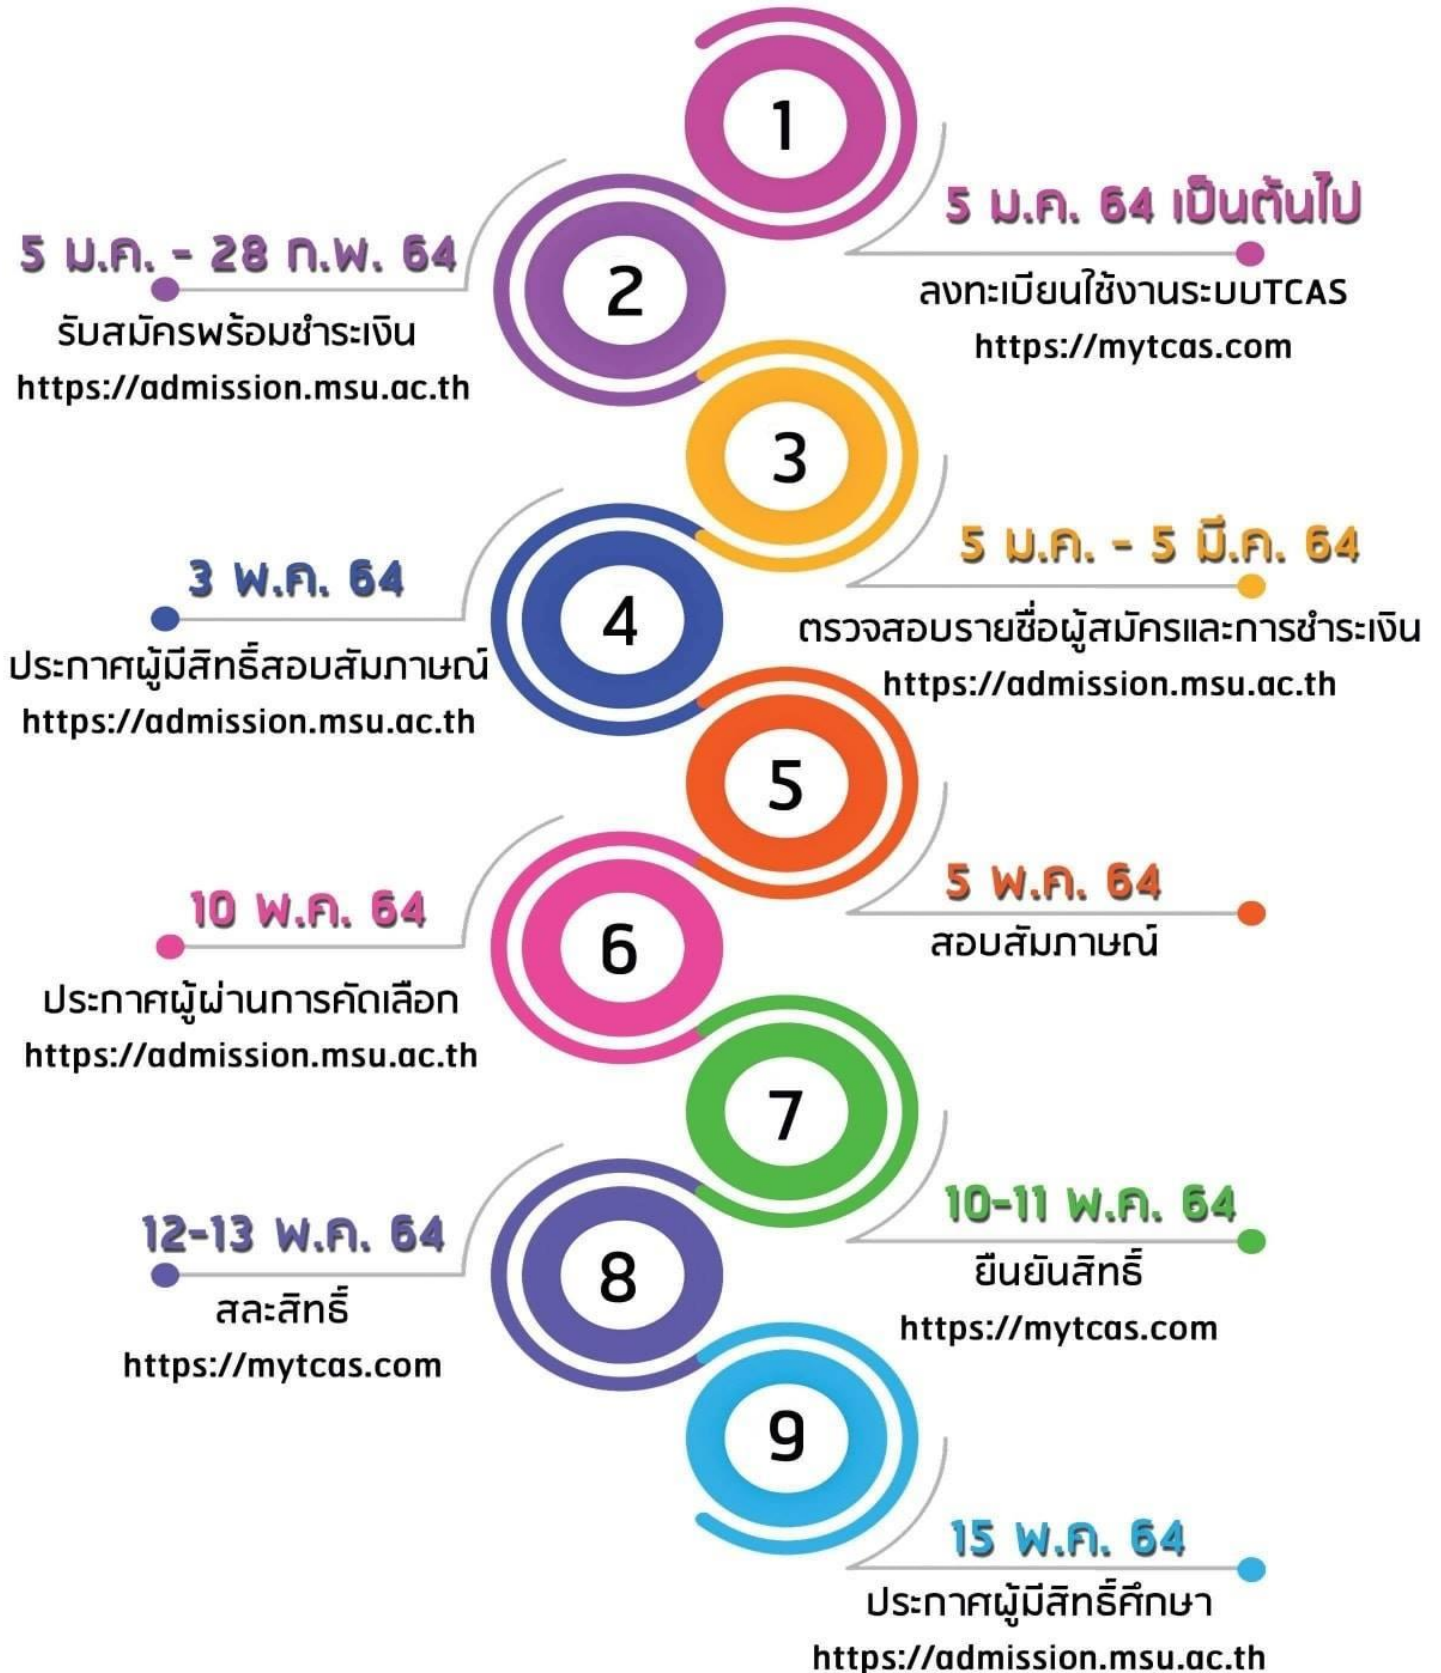 1
5 ม.ค. 64 เป็นต้นไป
ลงทะเบียนใช้งานระบบTCAS
https://mytcas.com
2
5 ม.ค. - 28 ก.พ. 64
รับสมัครพร้อมชำระเงิน
https://admission.msu.ac.th
3
5 ม.ค. - 5 มี.ค. 64
ตรวจสอบรายชื่อผู้สมัครและการชำระเงิน
https://admission.msu.ac.th
4
3 พ.ค. 64
ประกาศผู้มีสิทธิ์สอบสัมภาษณ์
https://admission.msu.ac.th
5
5 พ.ค. 64
สอบสัมภาษณ์
6
10 พ.ค. 64
ประกาศผู้ผ่านการคัดเลือก
https://admission.msu.ac.th
7
10-11 พ.ค. 64
ยืนยันสิทธิ์
https://mytcas.com
8
12-13 พ.ค. 64
สละสิทธิ์
https://mytcas.com
9
15 พ.ค. 64
ประกาศผู้มีสิทธิ์ศึกษา
https://admission.msu.ac.th